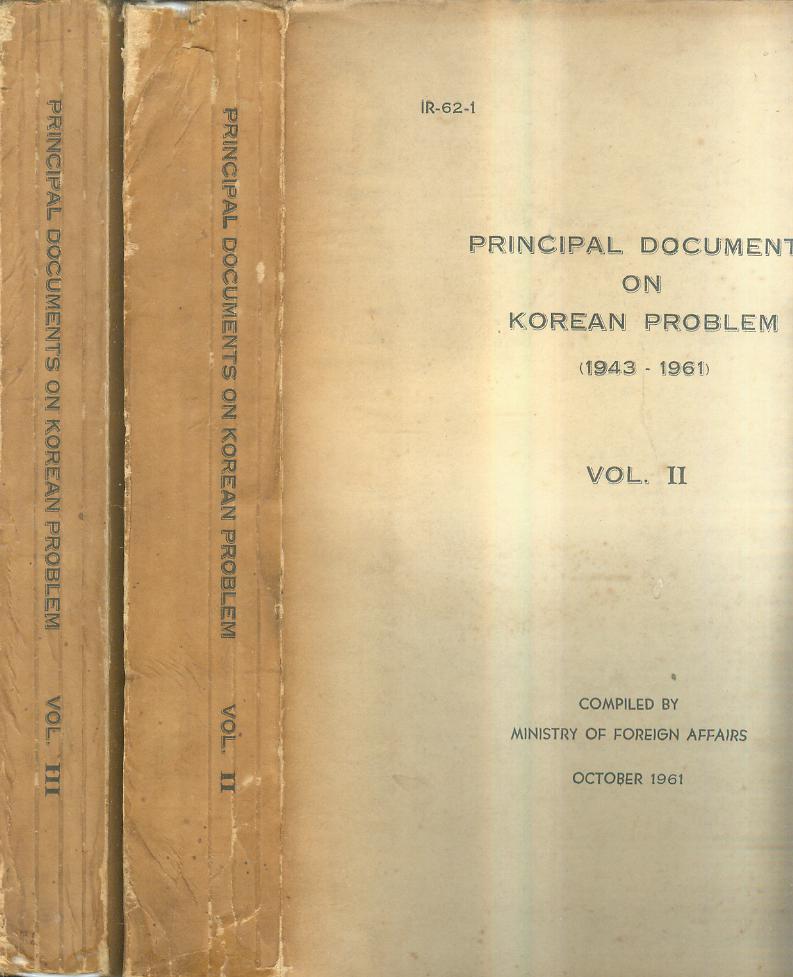 PRINCIPAL DOCUMENTS ON KOREAN PROBLEM VOL. III
PRINCIPAL DOCUMENTS ON KOREAN PROBLEM VOL. II
IR-62-1
PRINCIPAL DOCUMENT
ON
KOREAN PROBLEM
(1943 - 1961)
VOL. II
COMPILED BY
MINISTRY OF FOREIGN AFFAIRS
OCTOBER 1961